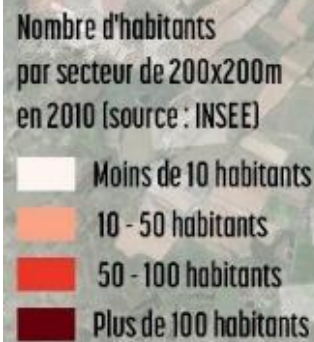 Nombre d'habitants
par secteur de 200x200m
en 2010 (source : INSEE)
Moins de 10 habitants
10 - 50 habitants
50 - 100 habitants
Plus de 100 habitants